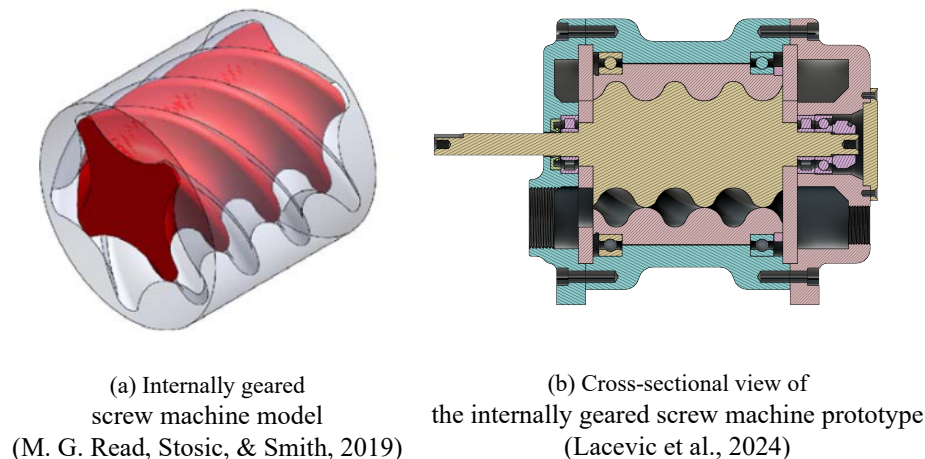 (a) Internally geared
screw machine model
(M. G. Read, Stosic, & Smith, 2019)
(b) Cross-sectional view of
the internally geared screw machine prototype
(Lacevic et al., 2024)